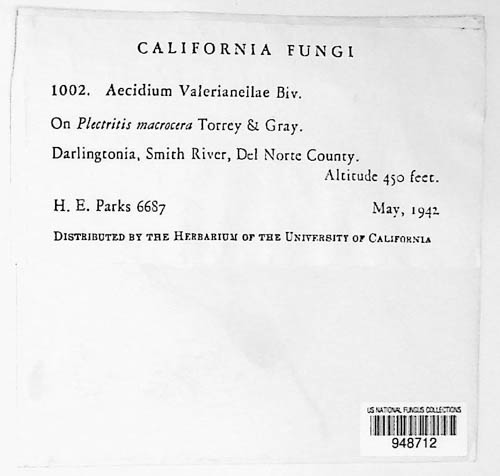 CALIFORNIA FUNGI
1002. Aecidium Valerianellae Biv.
On Plectritis macrocera Torrey & Gray.
Darlingtonia, Smith River, Del Norte County.
Altitude 450 feet.
H. E. Parks 6687 May, 1942
DISTRIBUTED BY THE HERBARIUM OF THE UNIVERSITY OF CALIFORNIA
US NATIONAL FUNGUS COLLECTIONS
948712